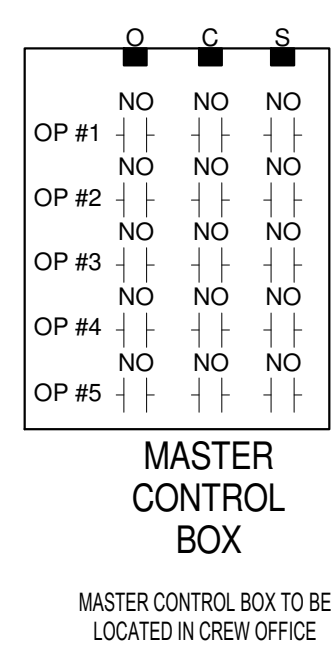 O C S
NO NO NO
OP #1
NO NO NO
OP #2
NO NO NO
OP #3
NO NO NO
OP #4
NO NO NO
OP #5
MASTER
CONTROL
BOX
MASTER CONTROL BOX TO BE
LOCATED IN CREW OFFICE